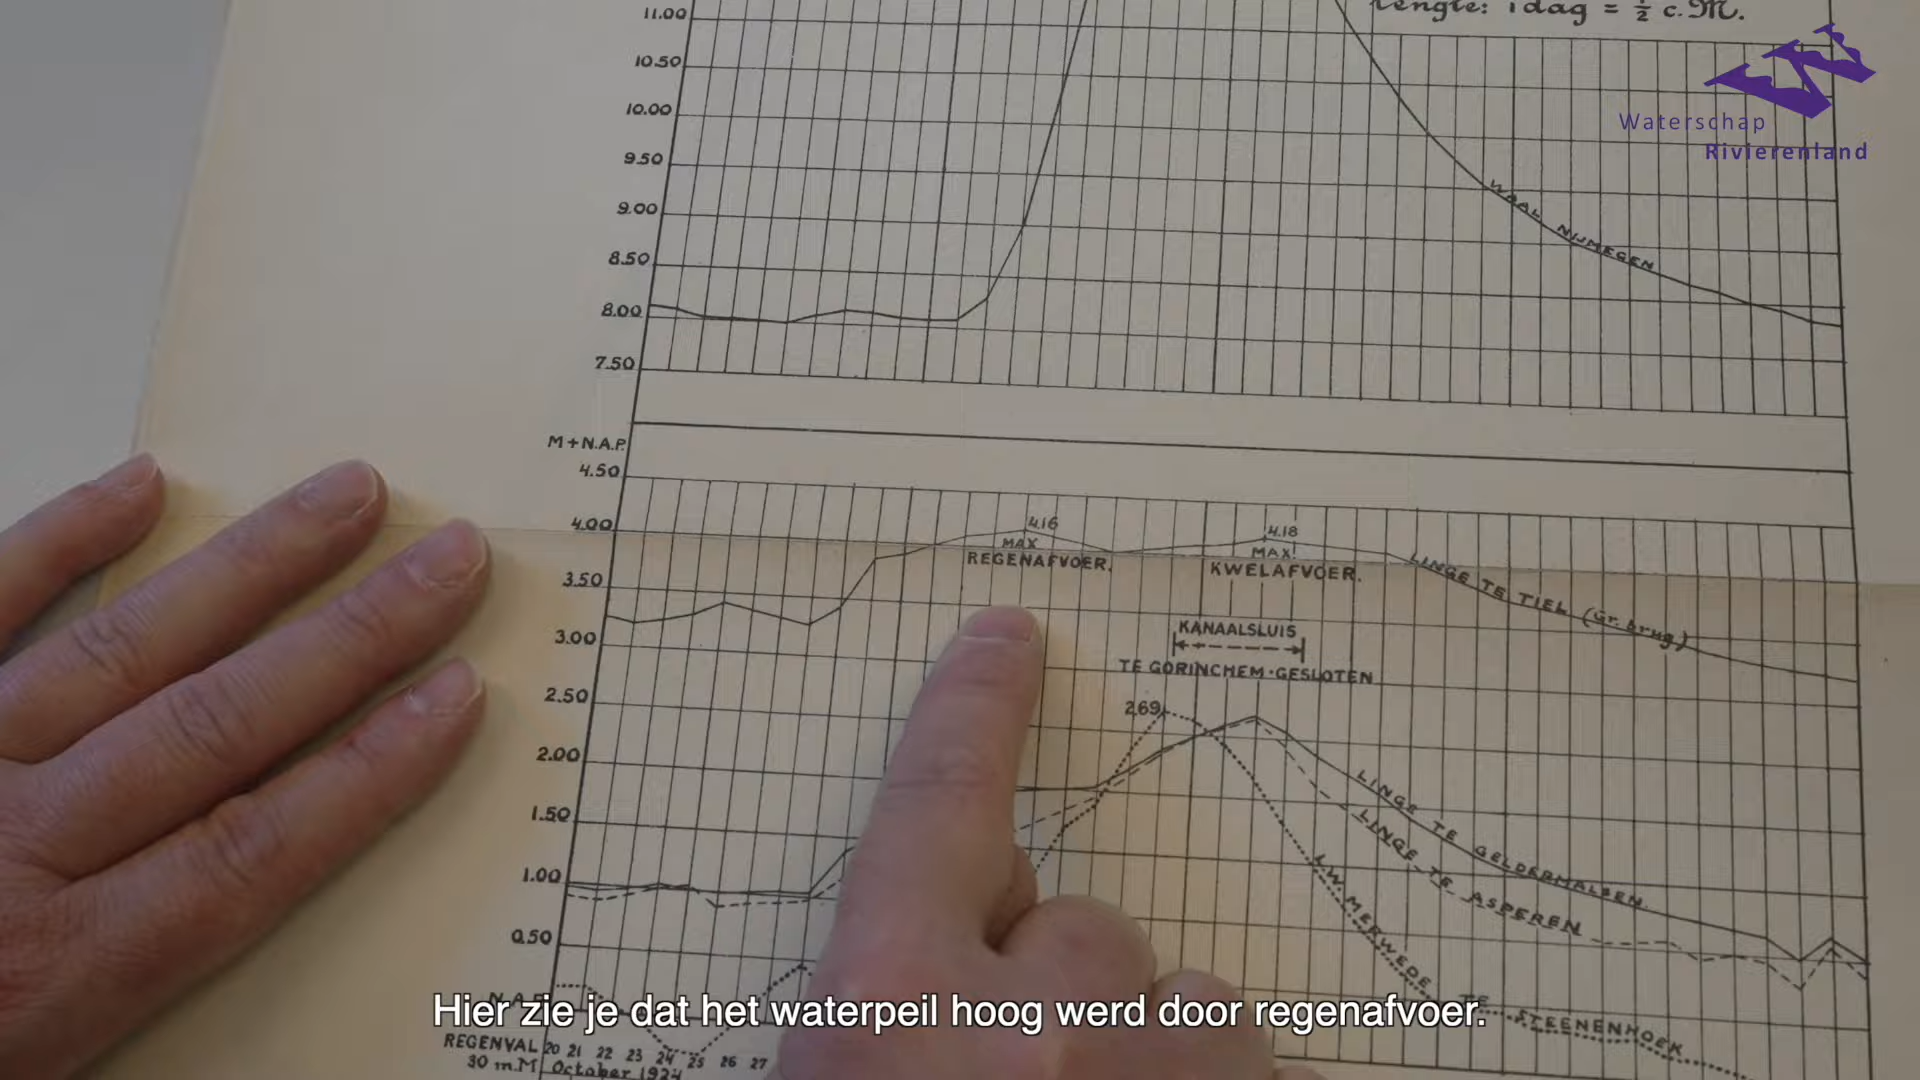 11.00
Lengte: 1 dag = 1/2 c.M.
10.50
10.00
9.50
9.00
8.50
8.00
7.50
Waterschap
Rivierenland
WAAL NIJMEGEN
M + N.A.P.
4.50
4.00
3.50
3.00
2.50
2.00
1.50
1.00
0.50
N.A.P.
4.16
MAX
REGENAFVOER.
4.18
MAX!
KWELAFVOER.
LINGE TE TIEL (Gr. brug)
KANAALSLUIS
TE GORINCHEM · GESLOTEN
2.69
LINGE TE GELDERMALSEN.
LINGE TE ASPEREN
MERWEDE TE STEENENHOEK
Hier zie je dat het waterpeil hoog werd door regenafvoer.
REGENVAL 20 21 22 23 24 25 26 27
30 m.M October 1924